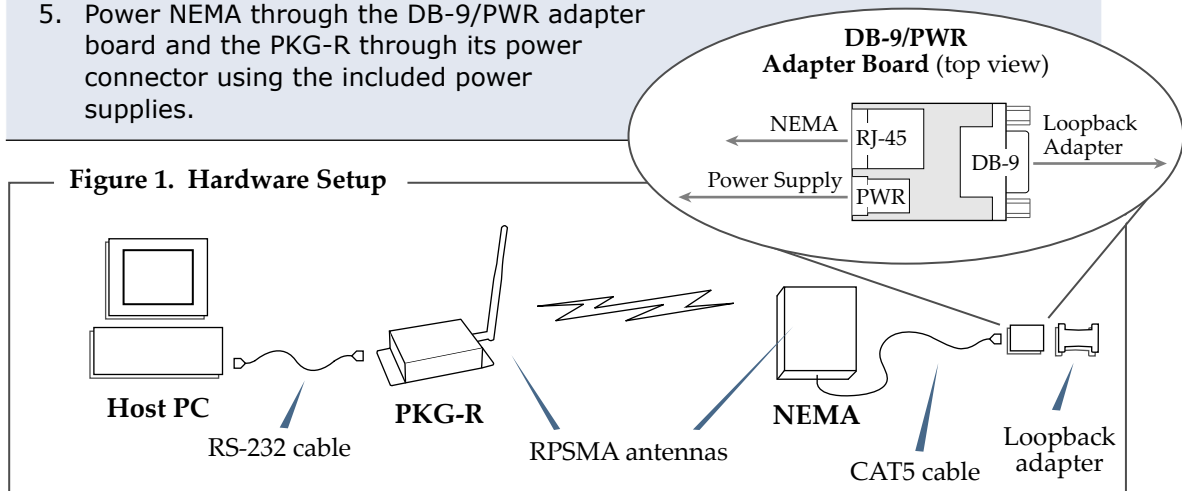 5. Power NEMA through the DB-9/PWR adapter
board and the PKG-R through its power
connector using the included power
supplies.
DB-9/PWR
Adapter Board (top view)
NEMA
RJ-45
Loopback
Adapter
DB-9
Power Supply
PWR
Figure 1. Hardware Setup
Host PC
PKG-R
NEMA
RS-232 cable
RPSMA antennas
CAT5 cable
Loopback
adapter